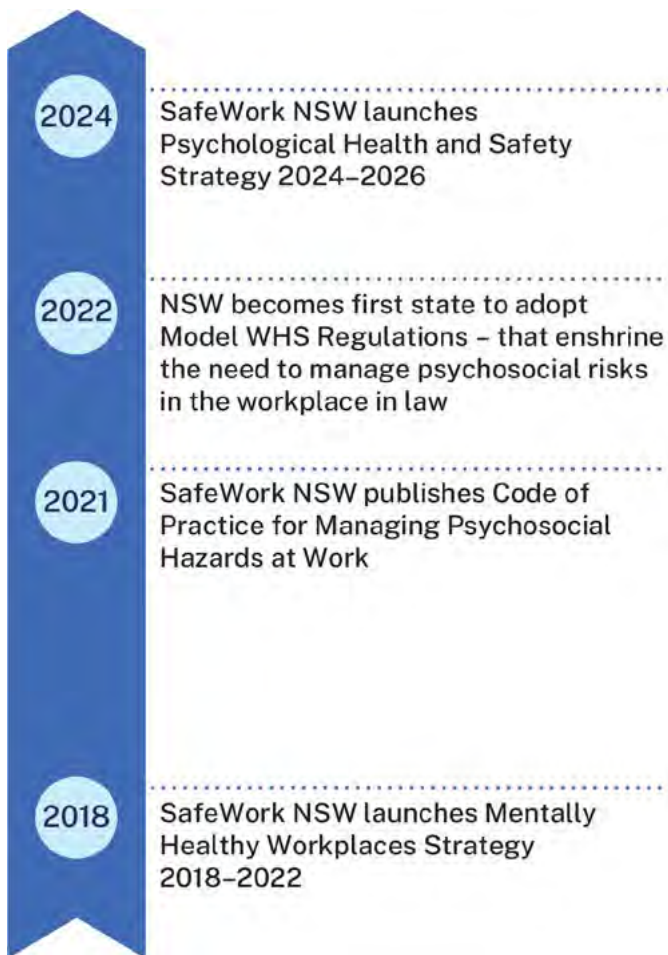 2024
SafeWork NSW launches
Psychological Health and Safety
Strategy 2024–2026
2022
NSW becomes first state to adopt
Model WHS Regulations – that enshrine
the need to manage psychosocial risks
in the workplace in law
2021
SafeWork NSW publishes Code of
Practice for Managing Psychosocial
Hazards at Work
2018
SafeWork NSW launches Mentally
Healthy Workplaces Strategy
2018–2022